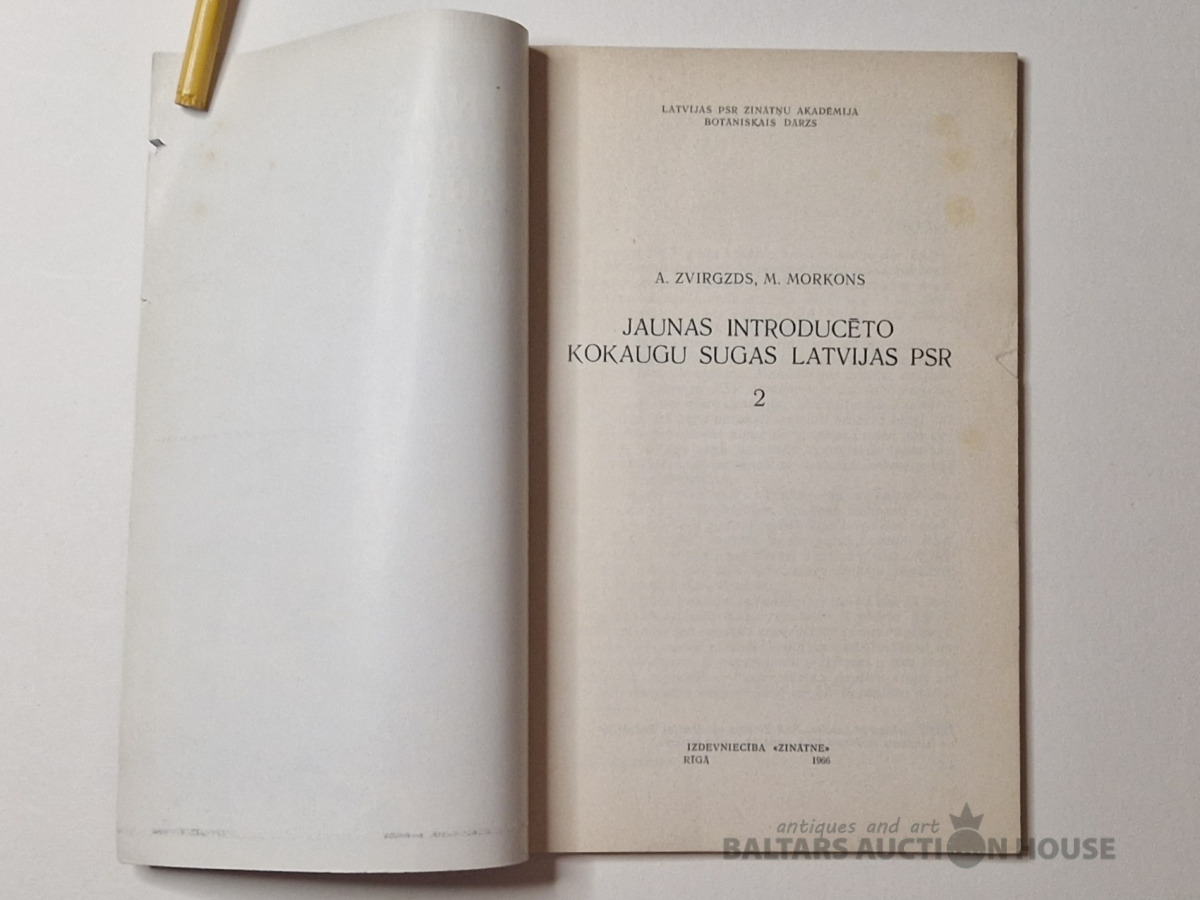 LATVIJAS PSR ZINĀTŅU AKADĒMIJA
BOTĀNISKAIS DĀRZS
A. ZVIRGZDS, M. MORKONS
JAUNAS INTRODUCĒTO
KOKAUGU SUGAS LATVIJAS PSR
2
IZDEVNIECĪBA «ZINĀTNE»
RĪGĀ 1966
antiques and art
BALTARS AUCTION HOUSE